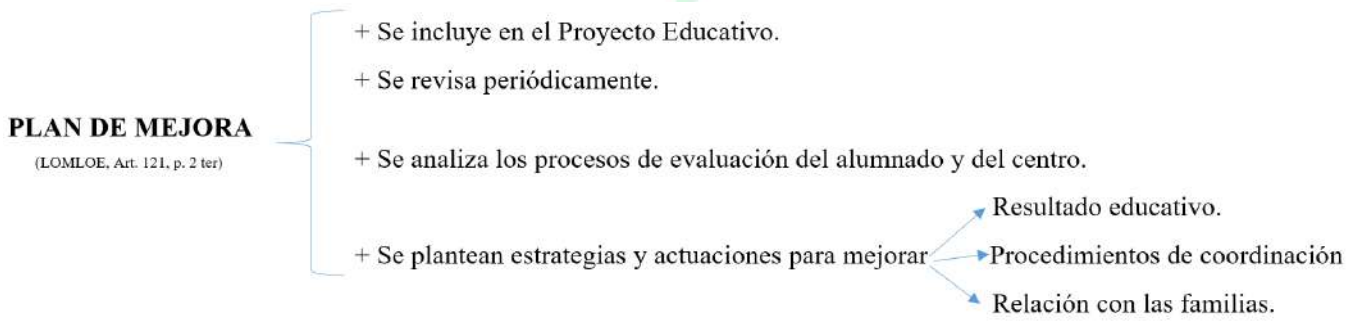 + Se incluye en el Proyecto Educativo.
+ Se revisa periódicamente.
PLAN DE MEJORA
(LOMLOE, Art. 121, p. 2 ter)
+ Se analiza los procesos de evaluación del alumnado y del centro.
+ Se plantean estrategias y actuaciones para mejorar
Resultado educativo.
Procedimientos de coordinación
Relación con las familias.